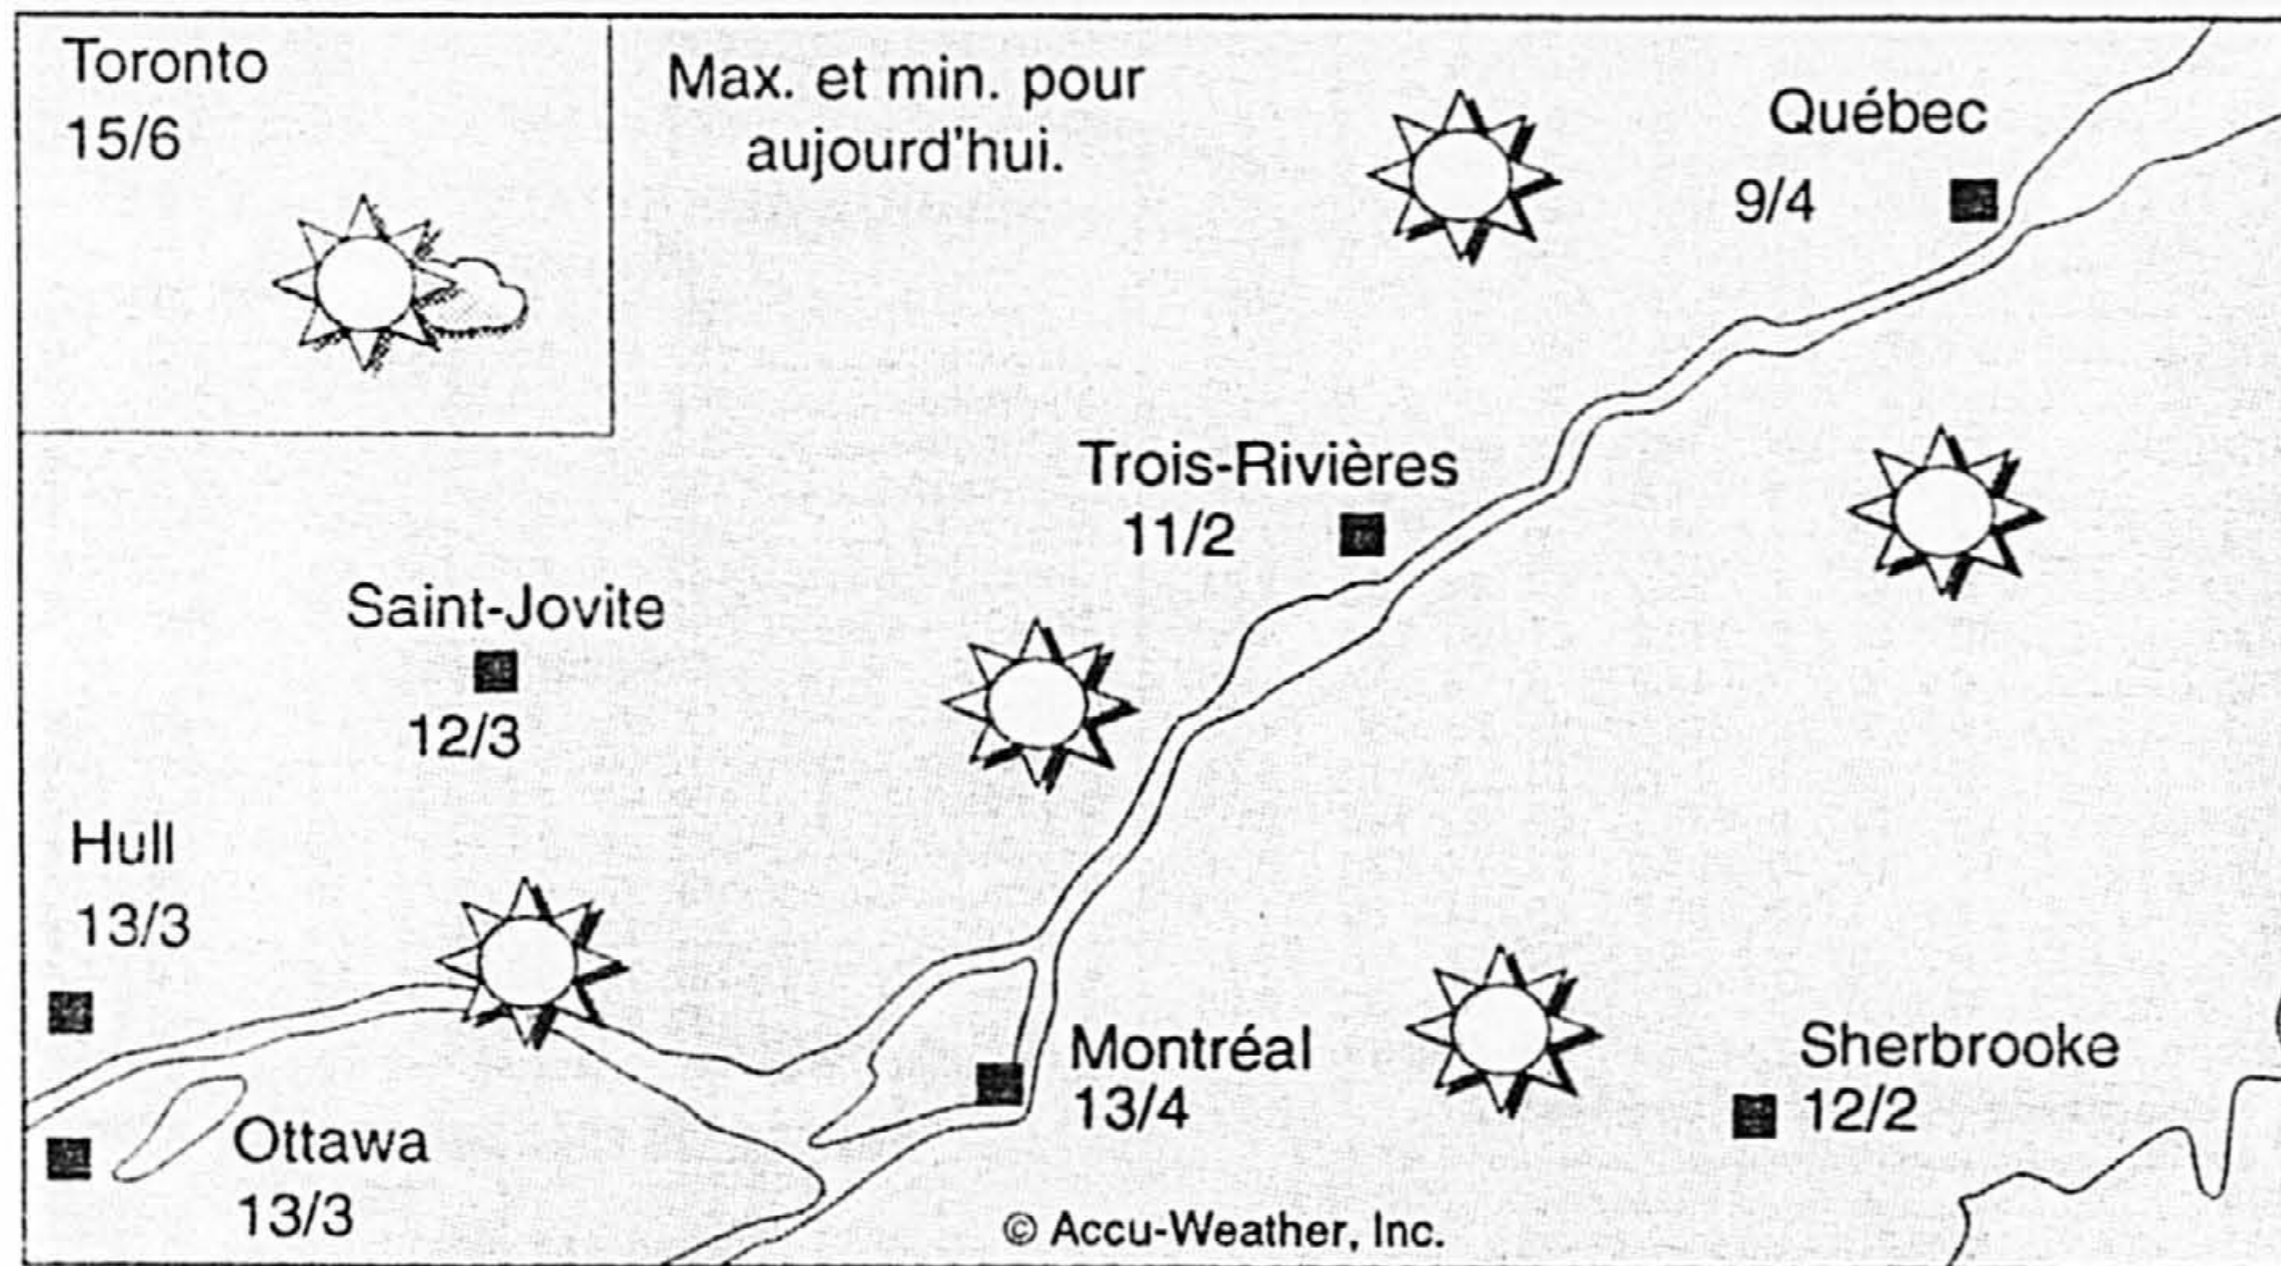 Toronto
15/6
Max. et min. pour
aujourd'hui.
Québec
9/4
Trois-Rivières
11/2
Saint-Jovite
12/3
Hull
13/3
Ottawa
13/3
Montréal
13/4
Sherbrooke
12/2
© Accu-Weather, Inc.